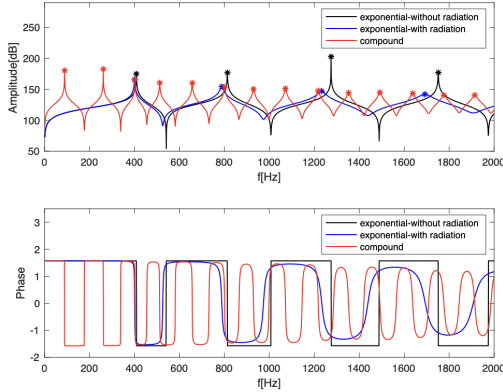 250
200
150
100
50
Amplitude[dB]
exponential-without radiation
exponential-with radiation
compound
0 200 400 600 800 1000 1200 1400 1600 1800 2000
f[Hz]
3
2
1
0
-1
-2
Phase
exponential-without radiation
exponential-with radiation
compound
0 200 400 600 800 1000 1200 1400 1600 1800 2000
f[Hz]